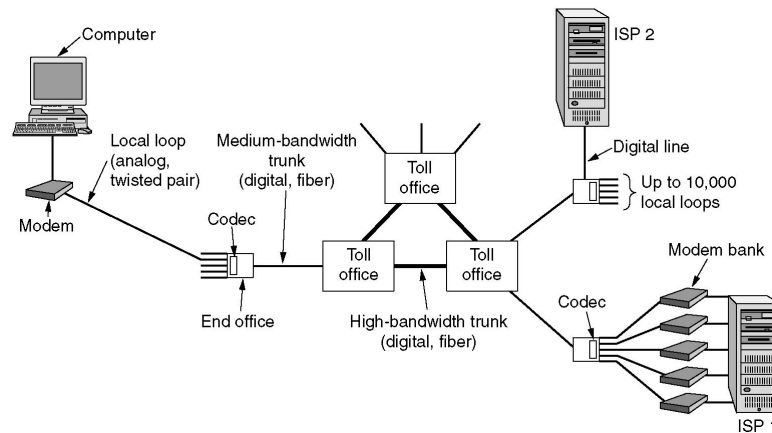 Computer
ISP 2
Local loop
(analog,
twisted pair)
Medium-bandwidth
trunk
(digital, fiber)
Digital line
Toll
office
Up to 10,000
local loops
Modem
Codec
Toll
office
Toll
office
Modem bank
End office
High-bandwidth trunk
(digital, fiber)
Codec
ISP 1